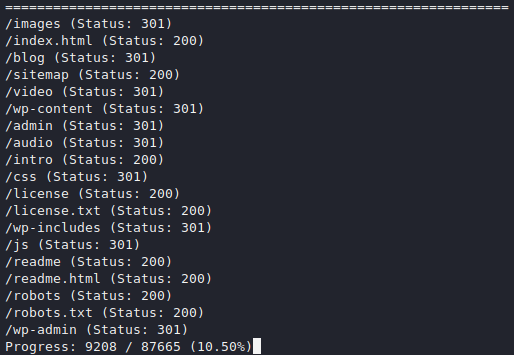 ===============================================================
/images (Status: 301)
/index.html (Status: 200)
/blog (Status: 301)
/sitemap (Status: 200)
/video (Status: 301)
/wp-content (Status: 301)
/admin (Status: 301)
/audio (Status: 301)
/intro (Status: 200)
/css (Status: 301)
/license (Status: 200)
/license.txt (Status: 200)
/wp-includes (Status: 301)
/js (Status: 301)
/readme (Status: 200)
/readme.html (Status: 200)
/robots (Status: 200)
/robots.txt (Status: 200)
/wp-admin (Status: 301)
Progress: 9208 / 87665 (10.50%)